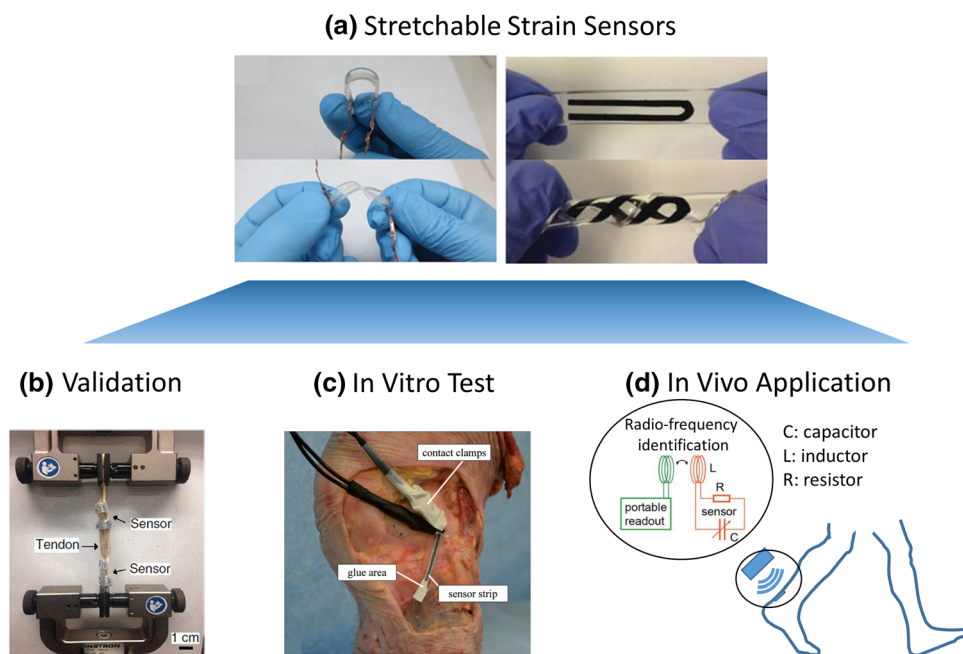 (a) Stretchable Strain Sensors
(b) Validation
(c) In Vitro Test
(d) In Vivo Application
Sensor
Tendon
Sensor
1 cm
INSTRON
contact clamps
glue area
sensor strip
Radio-frequency
identification
L
R
portable
readout
sensor
C
C: capacitor
L: inductor
R: resistor